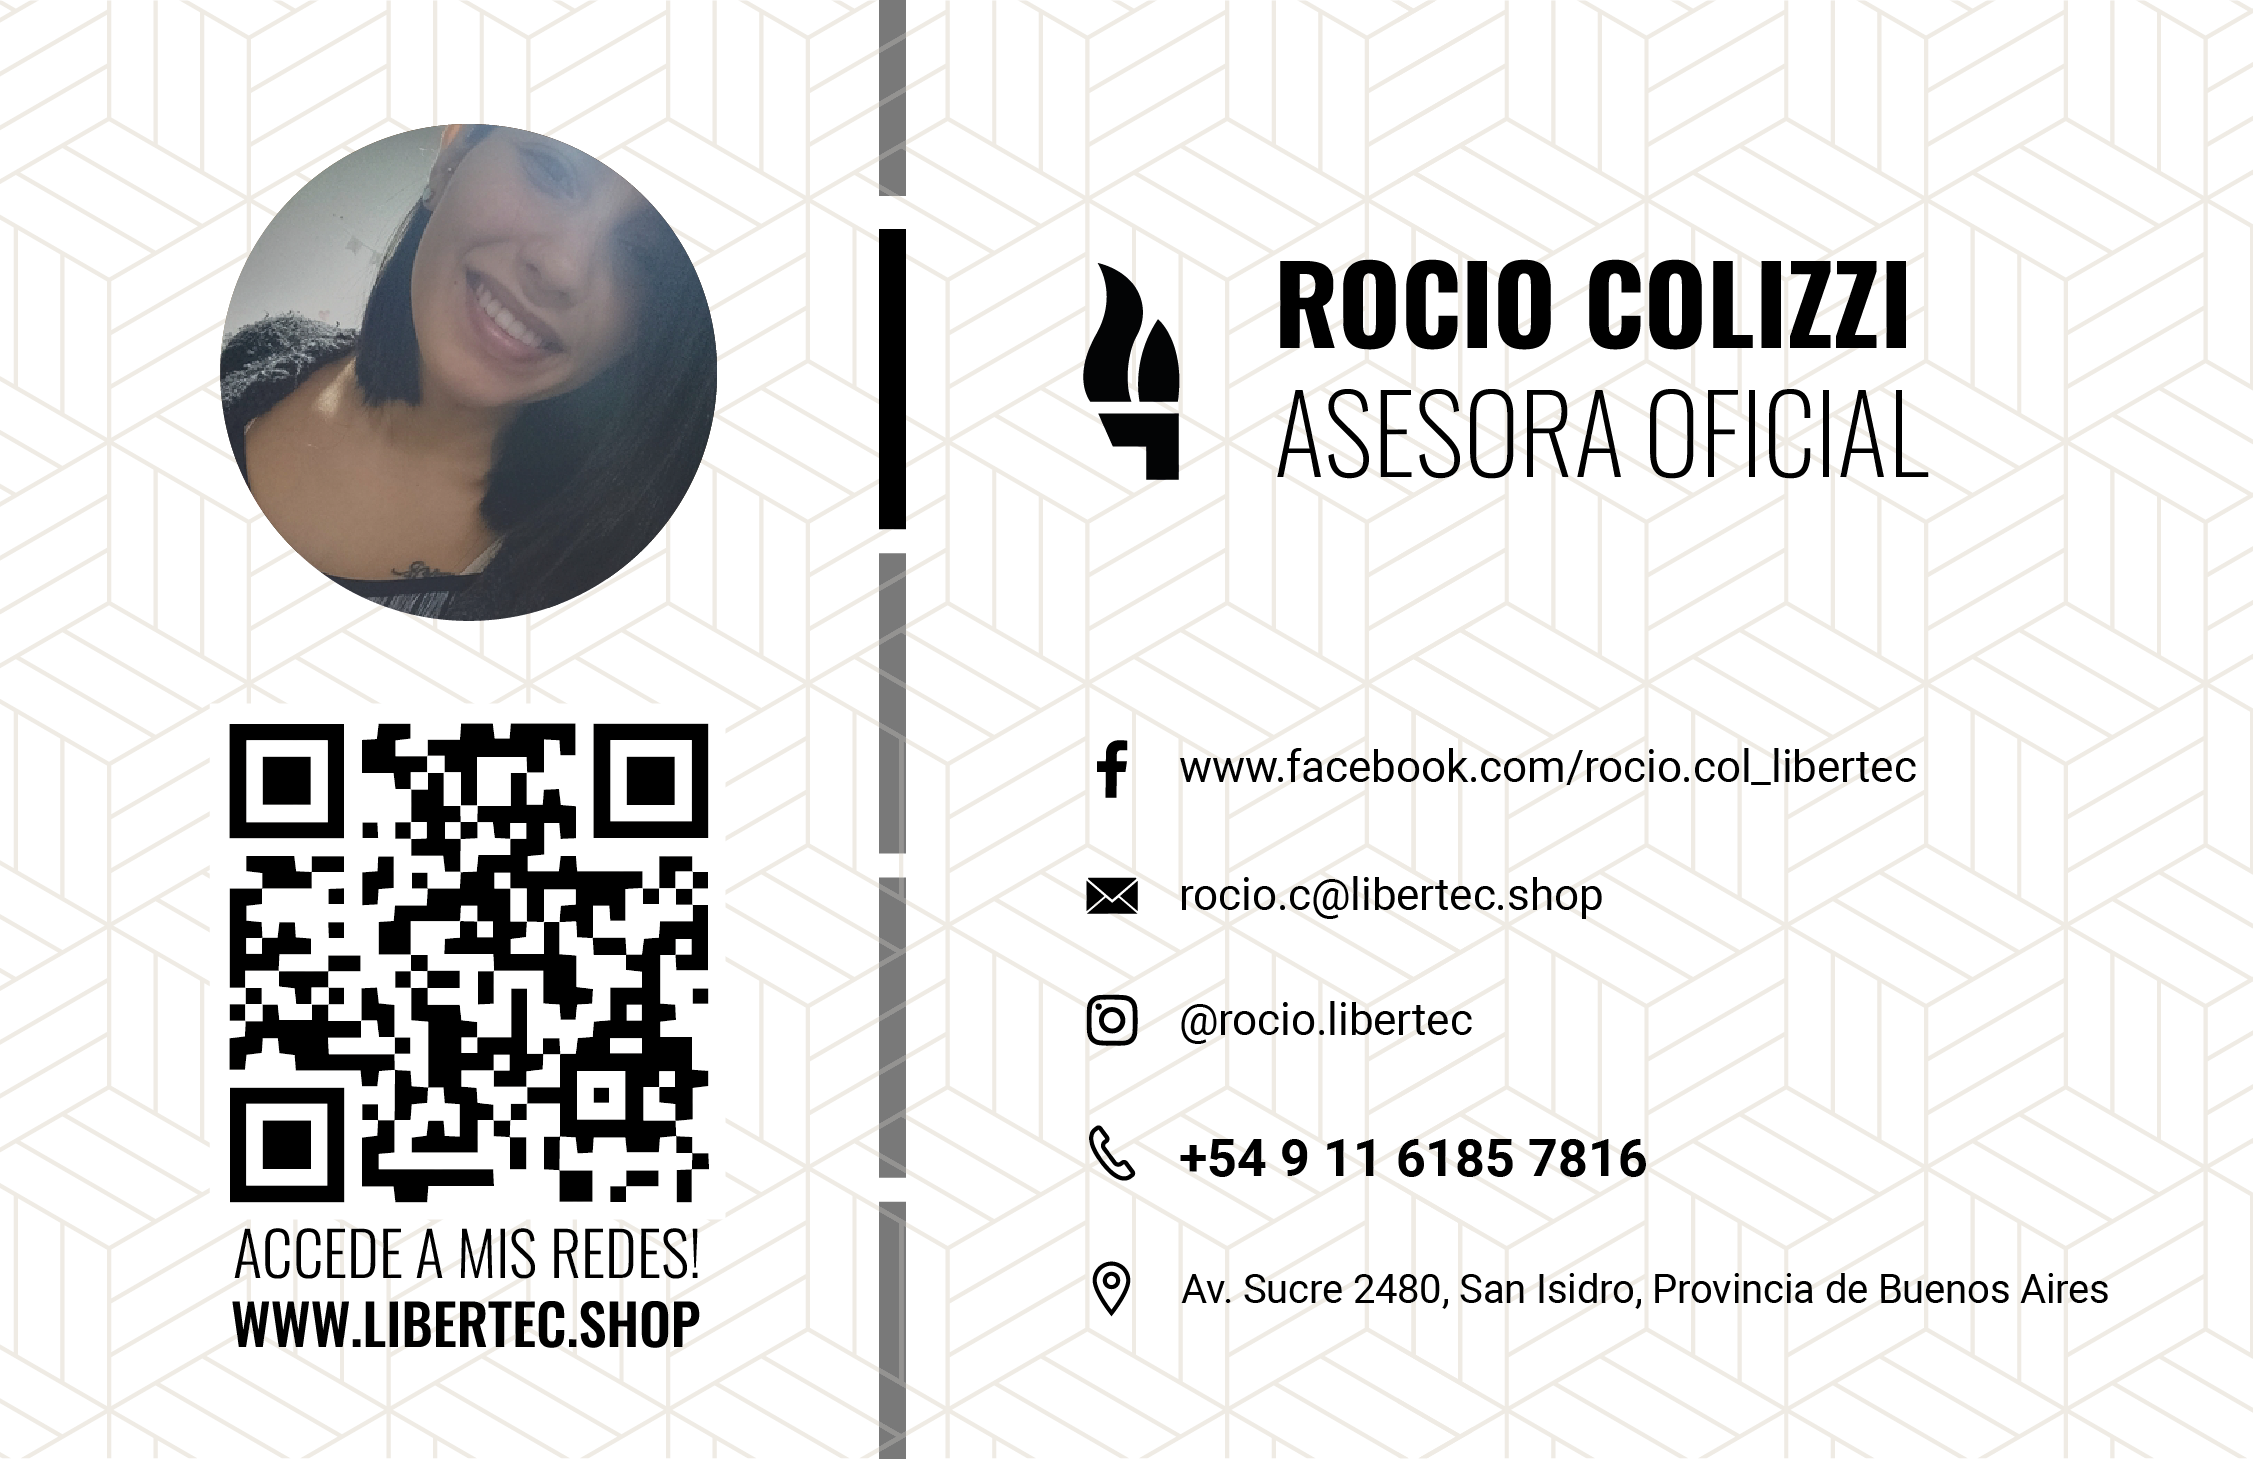 ROCIO COLIZZI
ASESORA OFICIAL
www.facebook.com/rocio.col_libertec
rocio.c@libertec.shop
@rocio.libertec
+54 9 11 6185 7816
Av. Sucre 2480, San Isidro, Provincia de Buenos Aires
ACCEDE A MIS REDES!
WWW.LIBERTEC.SHOP